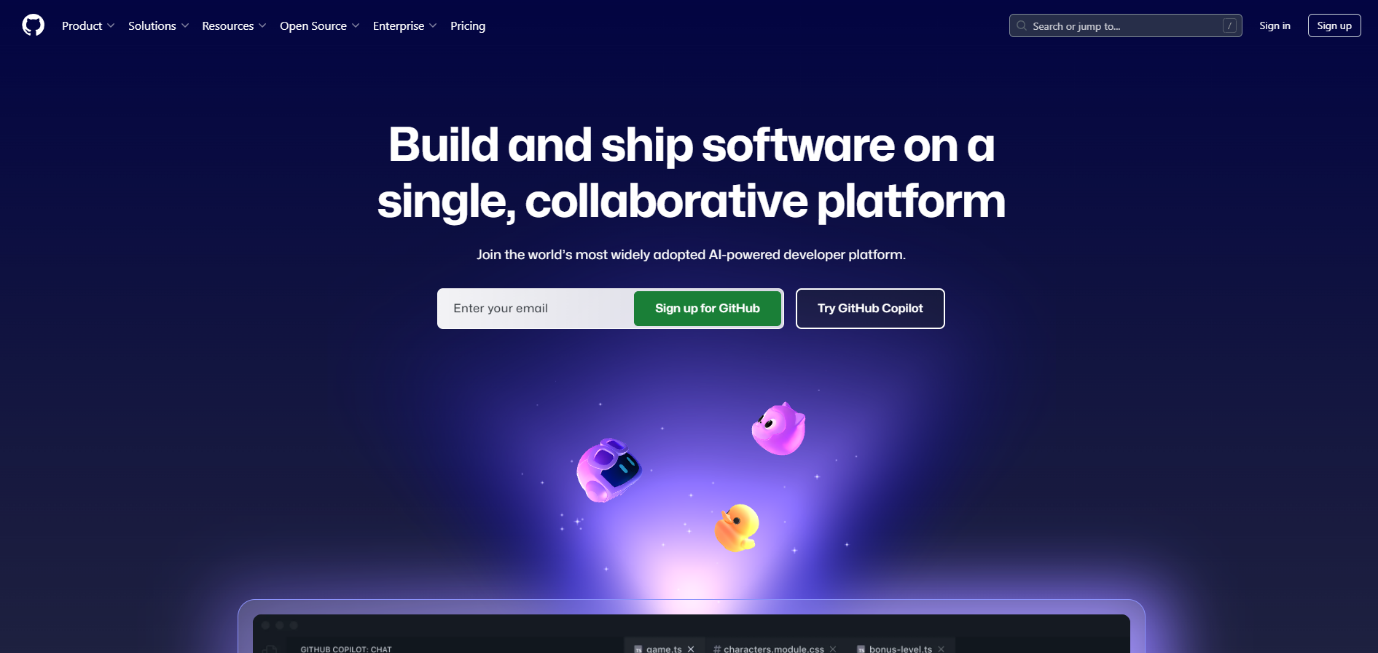 Product Solutions Resources Open Source Enterprise Pricing Search or jump to... / Sign in Sign up
Build and ship software on a
single, collaborative platform
Join the world's most widely adopted AI-powered developer platform.
Enter your email Sign up for GitHub Try GitHub Copilot
GITHUB COPILOT: CHAT game.ts # characters.module.css bonus-level.ts